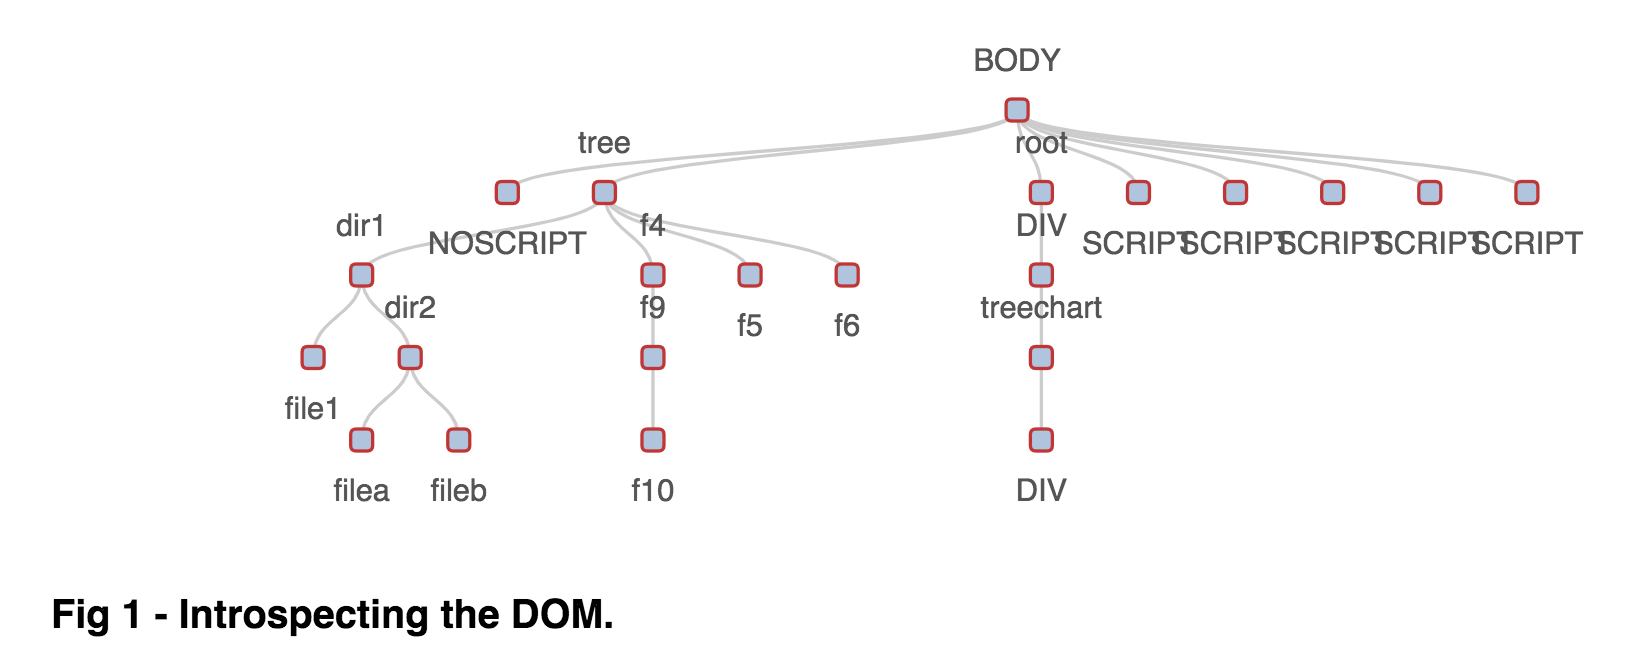 BODY
tree
root
dir1
f4
DIV
NOSCRIPT
SCRIPT
SCRIPT
SCRIPT
SCRIPT
SCRIPT
dir2
f9
treechart
f5
f6
file1
filea
fileb
f10
DIV
Fig 1 - Introspecting the DOM.